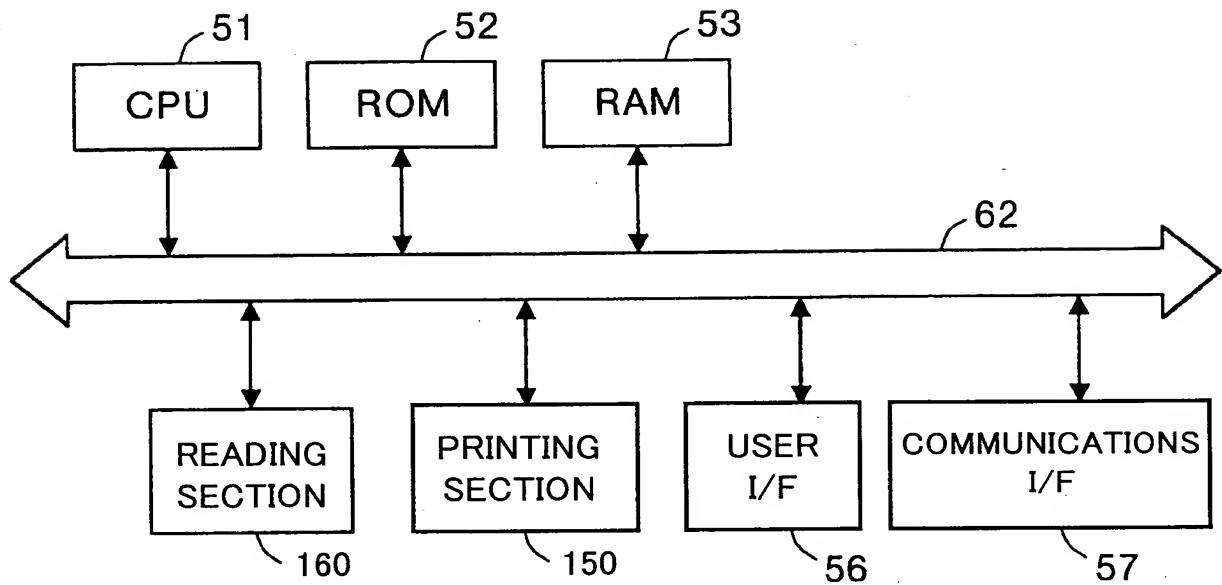 51
52
53
CPU
ROM
RAM
62
READING
SECTION
PRINTING
SECTION
USER
I/F
COMMUNICATIONS
I/F
160
150
56
57